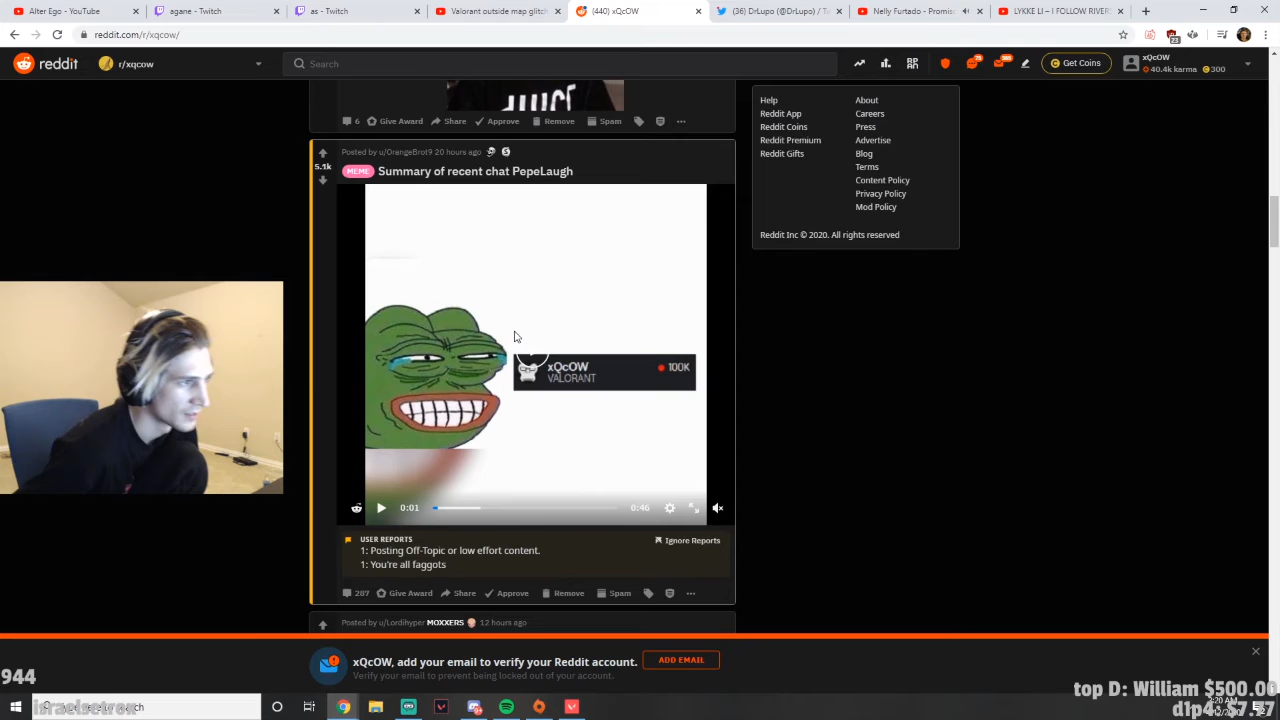 Alter Ego - YouTube
agane - Twitch
as - Twitch
Valorant outside map glitch
(440) xQcOW
(36) DrLupo (@DrLupo) / Tw
Nelly Furtado - Promis
LYKKE LI – I FOLLOW RIVER
reddit.com/r/xqcow/
reddit
r/xqcow
Search
Get Coins
xQcOW
40.4k karma
300
6
Give Award
Share
Approve
Remove
Spam
Help
Reddit App
Reddit Coins
Reddit Premium
Reddit Gifts
About
Careers
Press
Advertise
Blog
Terms
Content Policy
Privacy Policy
Mod Policy
Reddit Inc © 2020. All rights reserved
Posted by u/OrangeBrot9 20 hours ago
5.1k
MEME Summary of recent chat PepeLaugh
xQcOW
VALORANT
100K
0:01
0:46
USER REPORTS
Ignore Reports
1: Posting Off-Topic or low effort content.
1: You're all faggots
287
Give Award
Share
Approve
Remove
Spam
Posted by u/Lordihyper MOXXERS 12 hours ago
xQcOW, add your email to verify your Reddit account.
Verify your email to prevent being locked out of your account.
ADD EMAIL
944
top D: William $500.00